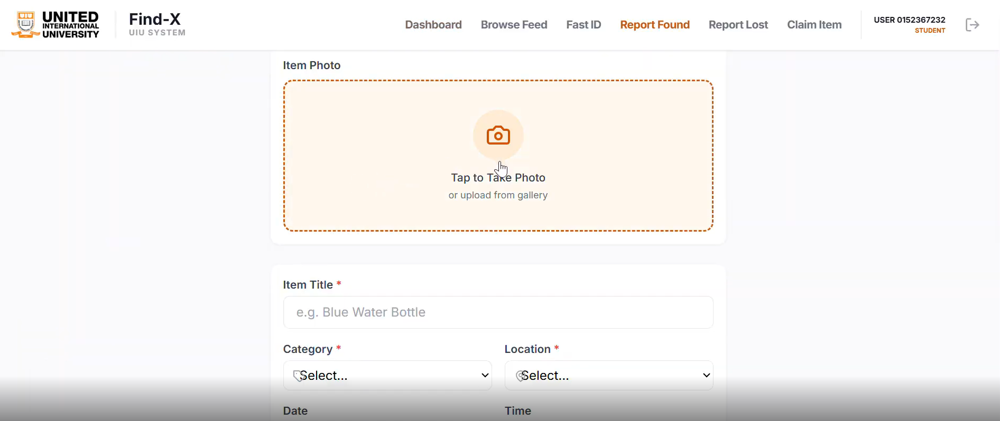 UNITED
INTERNATIONAL
UNIVERSITY
Find-X
UIU SYSTEM
Dashboard
Browse Feed
Fast ID
Report Found
Report Lost
Claim Item
USER 0152367232
STUDENT
Item Photo
Tap to Take Photo
or upload from gallery
Item Title *
e.g. Blue Water Bottle
Category *
Location *
Select...
Select...
Date
Time